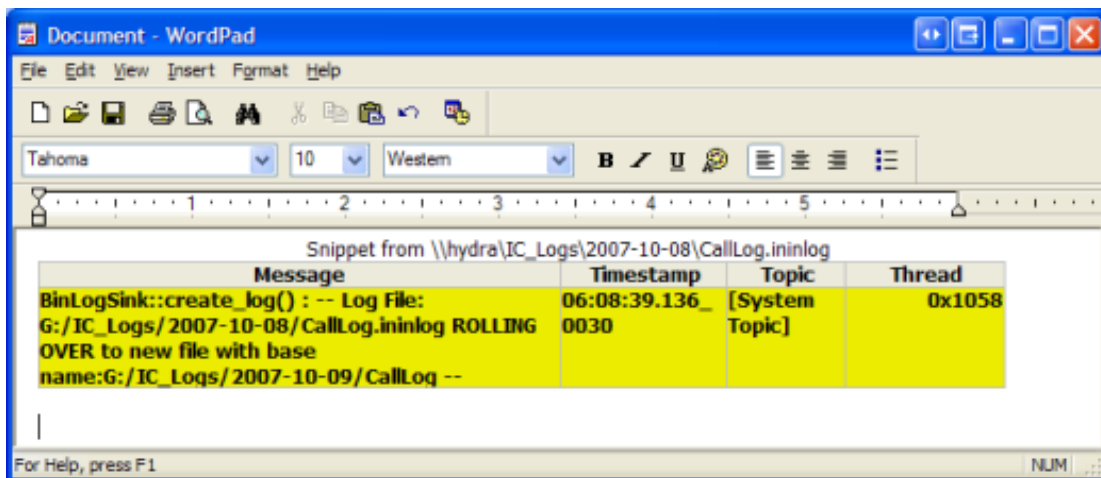 Document - WordPad
File Edit View Insert Format Help
Tahoma 10 Western B I U
1 2 3 4 5
Snippet from \\hydra\IC_Logs\2007-10-08\CallLog.ininlog
Message Timestamp Topic Thread
BinLogSink::create_log() : -- Log File: 06:08:39.136_ [System 0x1058
G:/IC_Logs/2007-10-08/CallLog.ininlog ROLLING 0030 Topic]
OVER to new file with base
name:G:/IC_Logs/2007-10-09/CallLog --
For Help, press F1 NUM